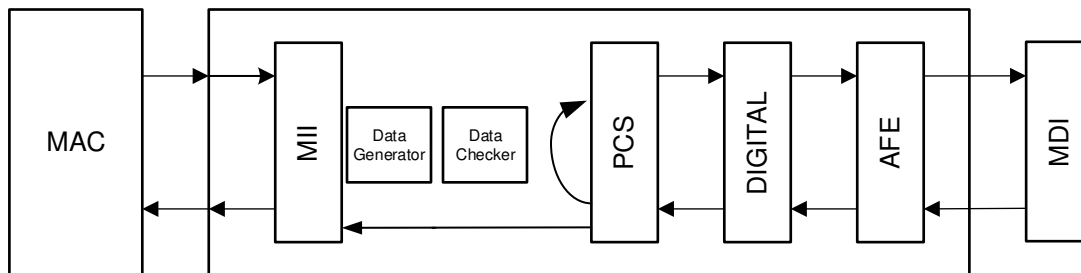 MAC
MII
Data
Generator
Data
Checker
PCS
DIGITAL
AFE
MDI